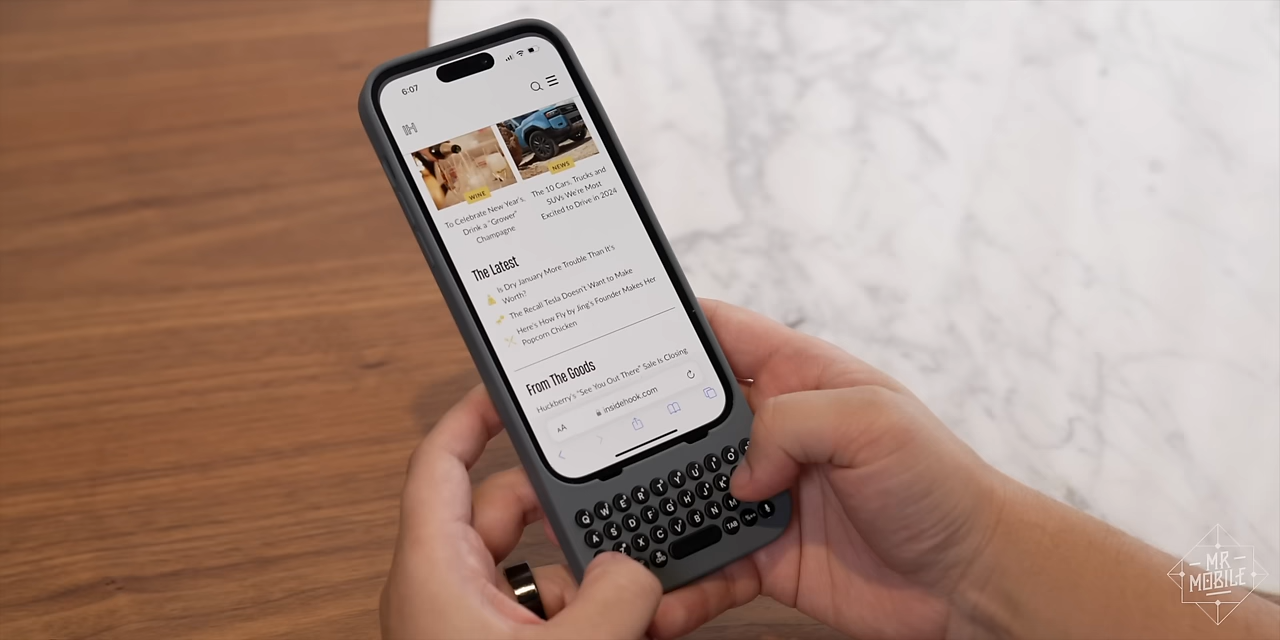 6:07
IH
WINE
To Celebrate New Year's,
Drink a "Grower"
Champagne
NEWS
The 10 Cars, Trucks and
SUVs We're Most
Excited to Drive in 2024
The Latest
Is Dry January More Trouble Than It's
Worth?
The Recall Tesla Doesn't Want to Make
Here's How Fly by Jing's Founder Makes Her
Popcorn Chicken
From The Goods
Huckberry's "See You Out There" Sale Is Closing
AA insidehook.com
Q W E R T Y U I O
A S D F G H J K
X C V B N M
TAB
MR
MOBILE